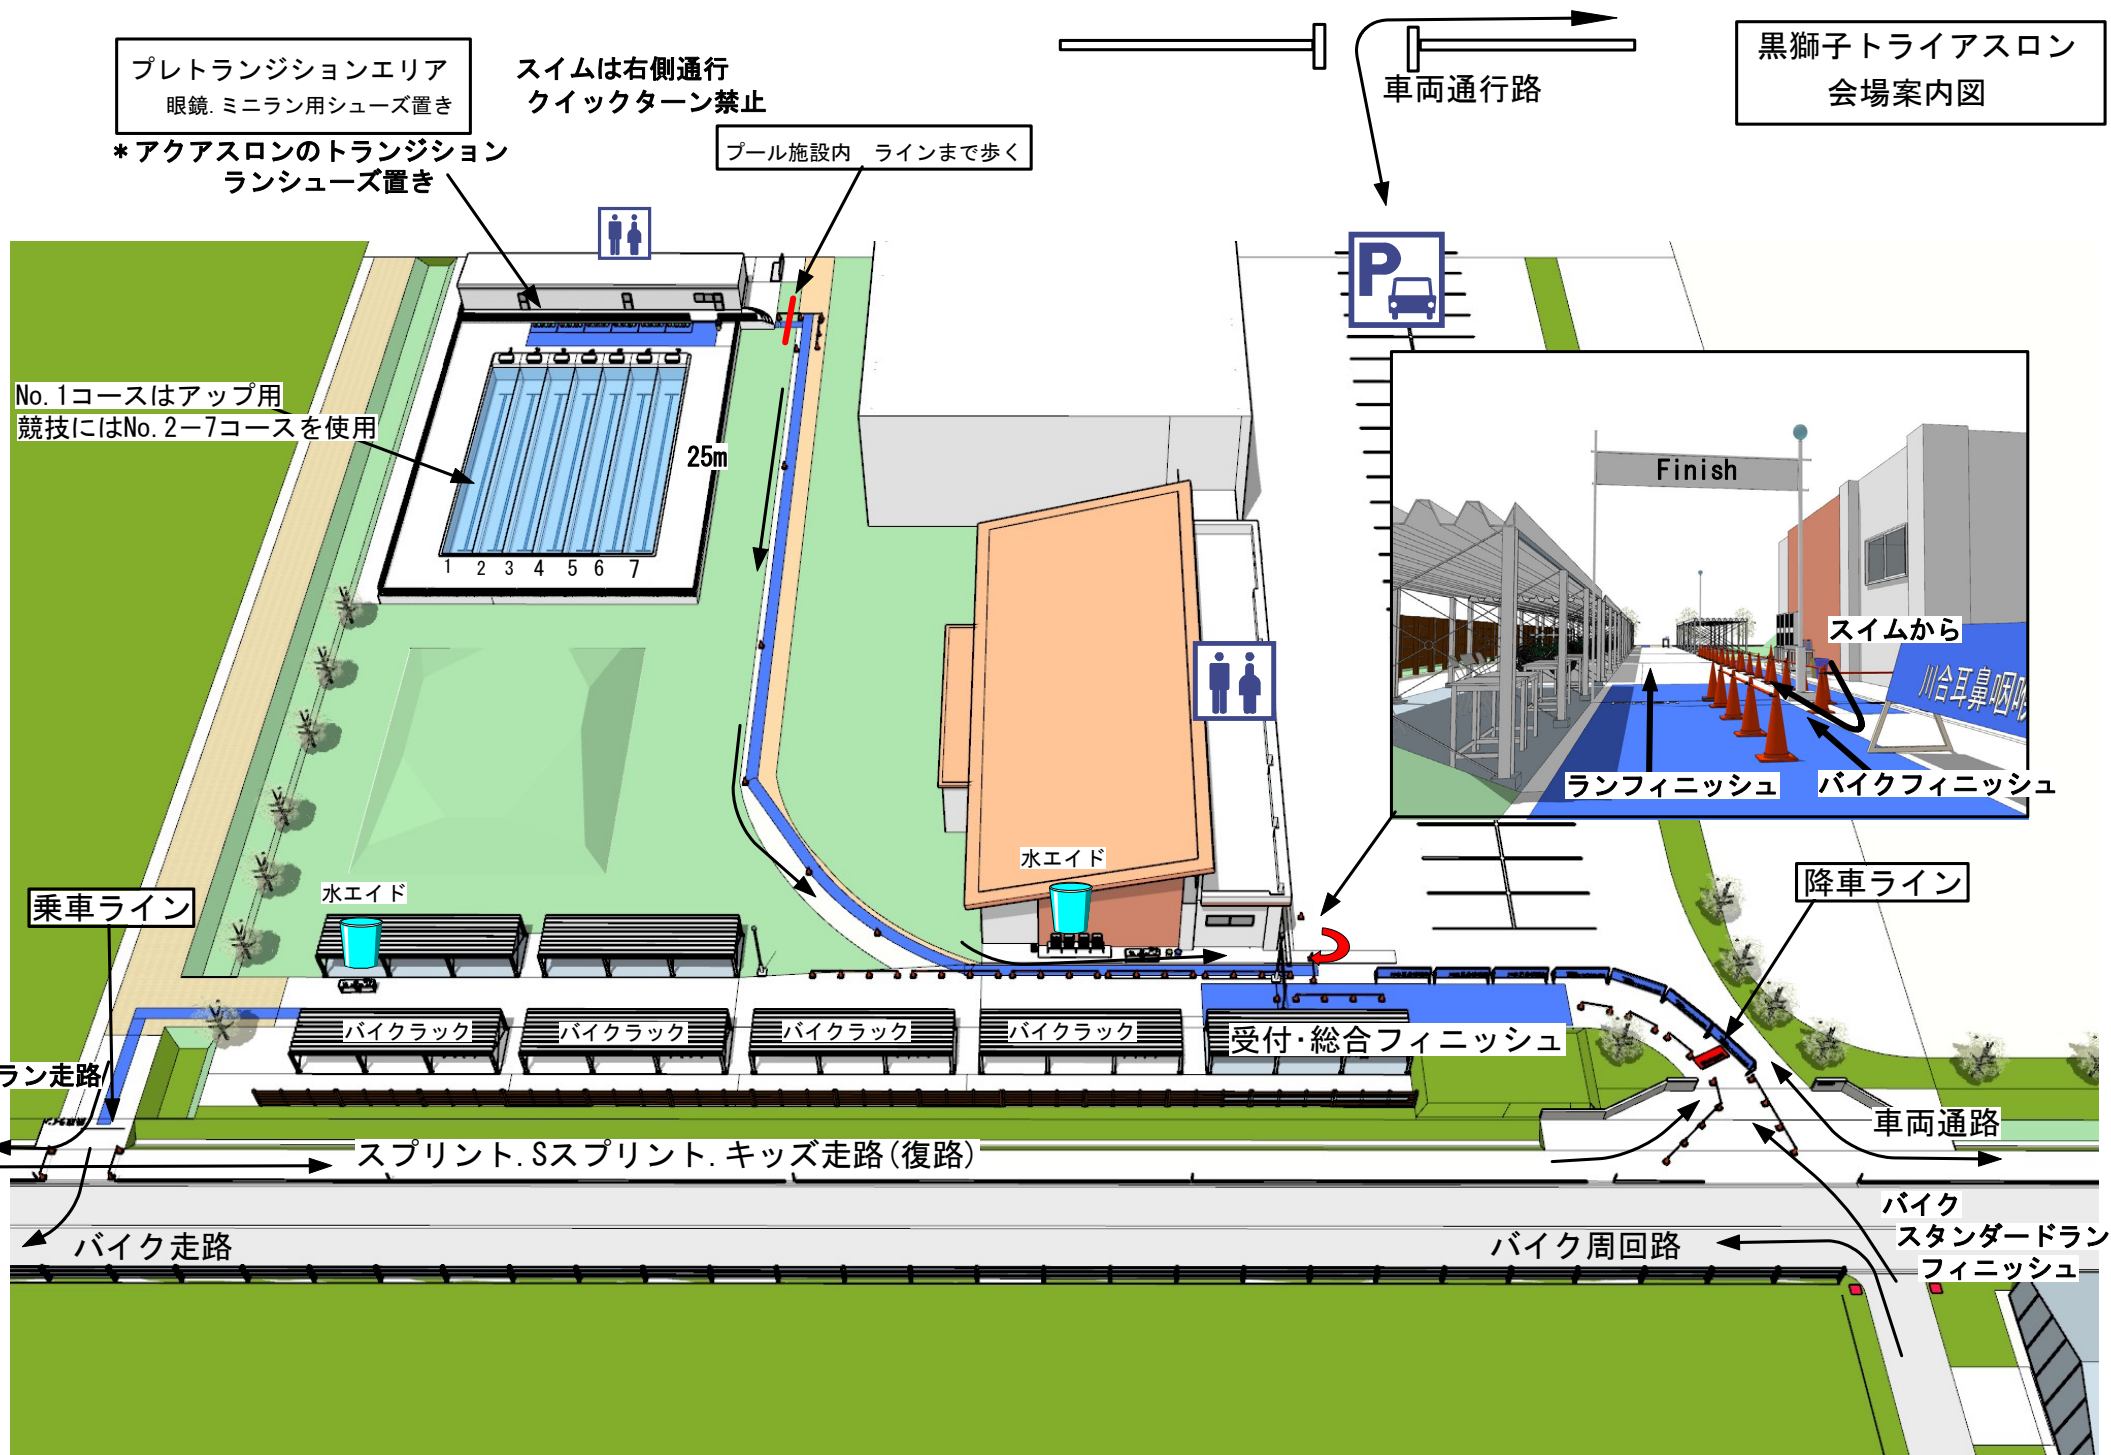 黒獅子トライアスロン
会場案内図
プレトランジションエリア
眼鏡.ミニラン用シューズ置き
*アクアスロンのトランジション
ランシューズ置き
スイムは右側通行
クイックターン禁止
プール施設内　ラインまで歩く
車両通行路
P
No.1コースはアップ用
競技にはNo.2−7コースを使用
25m
1 2 3 4 5 6 7
Finish
スイムから
川合耳鼻咽
ランフィニッシュ
バイクフィニッシュ
水エイド
水エイド
乗車ライン
降車ライン
バイクラック
バイクラック
バイクラック
バイクラック
受付･総合フィニッシュ
ラン走路
スプリント.Sスプリント.キッズ走路(復路)
車両通路
バイク走路
バイク周回路
バイク
スタンダードラン
フィニッシュ